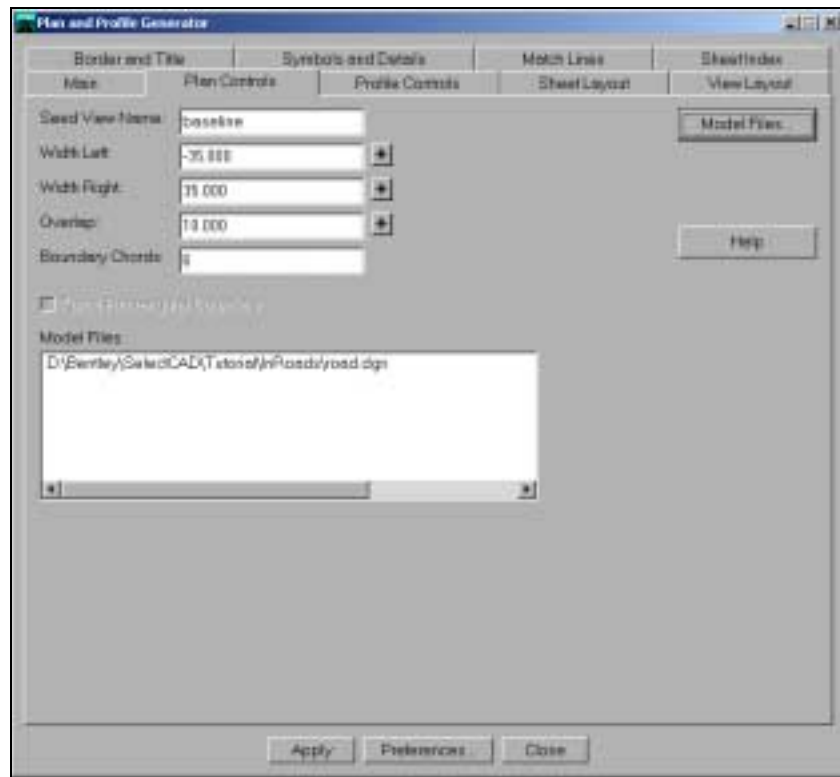 Plan and Profile Generator
Border and Title Symbols and Details Match Lines Sheet Index
Main Plan Controls Profile Controls Sheet Layout View Layout
Seed View Name: baseline Model Files...
Width Left: -35.000
Width Right: 35.000
Overlap: 10.000
Help
Boundary Chords:
Model Files:
D:\Bentley\SelectCAD\Tutorial\InRoads\road.dgn
Apply Preferences... Close